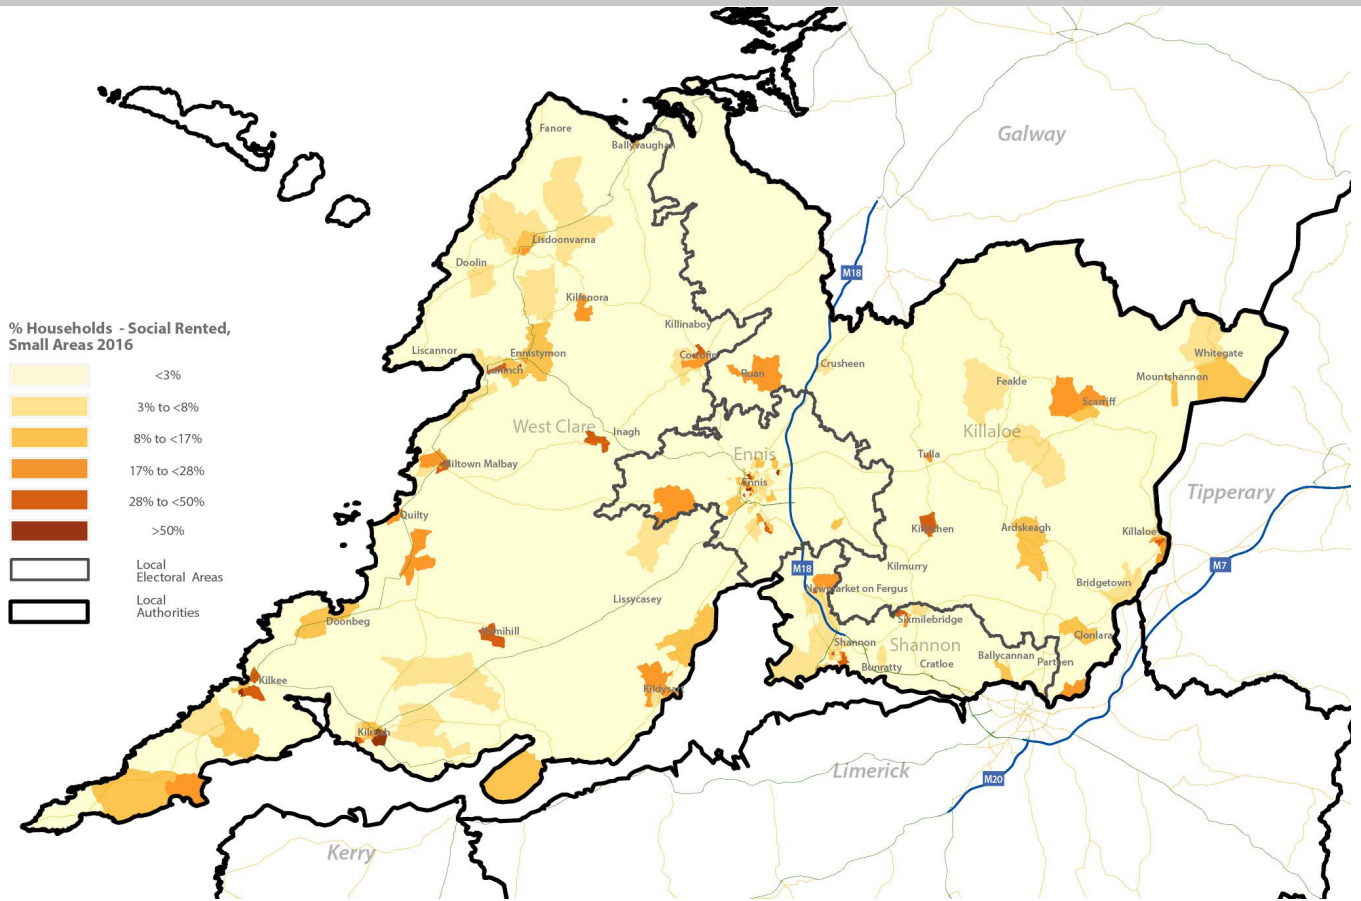 Galway
Fanore
Ballyvaughan
Lisdoonvarna
Doolin
M18
Kilfenora
Killinaboy
% Households - Social Rented,
Small Areas 2016
<3%
3% to <8%
8% to <17%
17% to <28%
28% to <50%
>50%
Local
Electoral Areas
Local
Authorities
Liscannor
Ennistymon
Lahinch
Corofin
Ruan
Crusheen
Whitegate
Mountshannon
Feakle
Scarriff
West Clare
Inagh
Killaloe
Ennis
Tulla
Miltown Malbay
Ennis
Tipperary
Quilty
Kilkishen
Ardskeagh
Killaloe
M18
Kilmurry
M7
Newmarket on Fergus
Bridgetown
Lissycasey
Doonbeg
Kilmihill
Sixmilebridge
Shannon
Shannon
Clonlara
Ballycannan
Parteen
Bunratty
Cratloe
Kilkee
Kildysart
Kilrush
Limerick
M20
Kerry